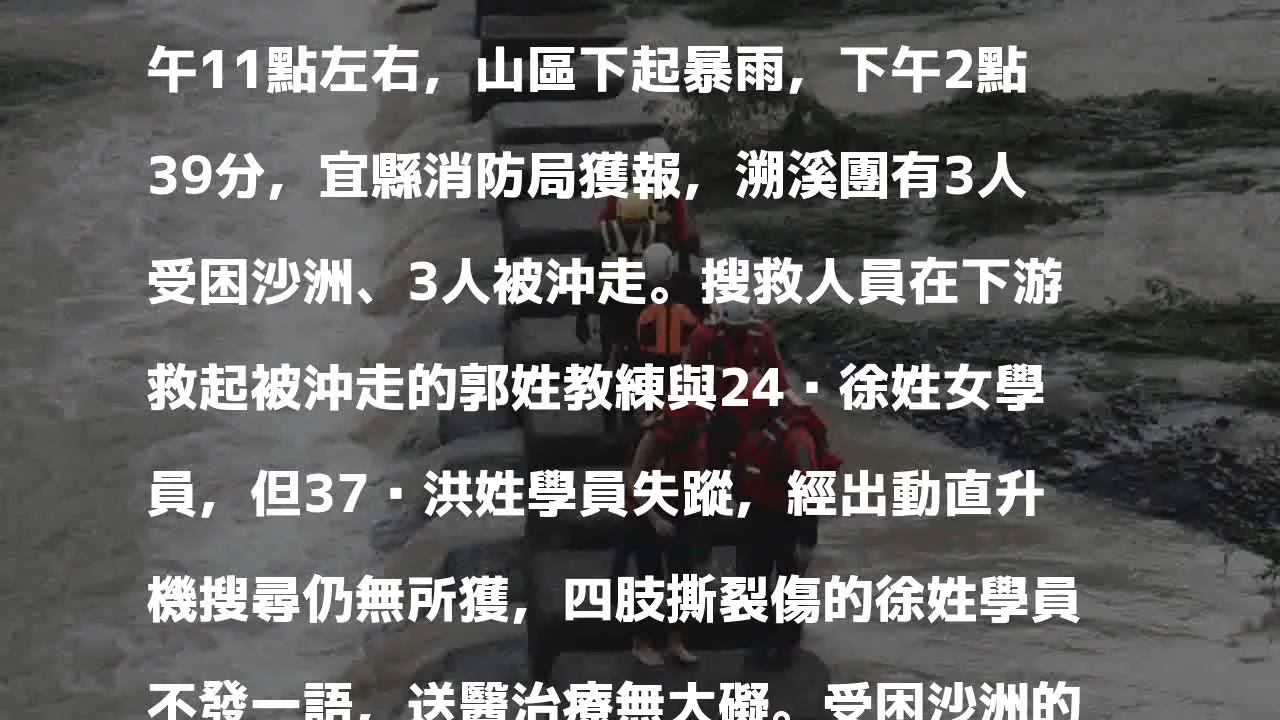 午11點左右，山區下起暴雨，下午2點
39分，宜縣消防局獲報，溯溪團有3人
受困沙洲、3人被沖走。搜救人員在下游
救起被沖走的郭姓教練與24‧徐姓女學
員，但37‧洪姓學員失蹤，經出動直升
機搜尋仍無所獲，四肢撕裂傷的徐姓學員
不發一語，送醫治療無大礙。受困沙洲的